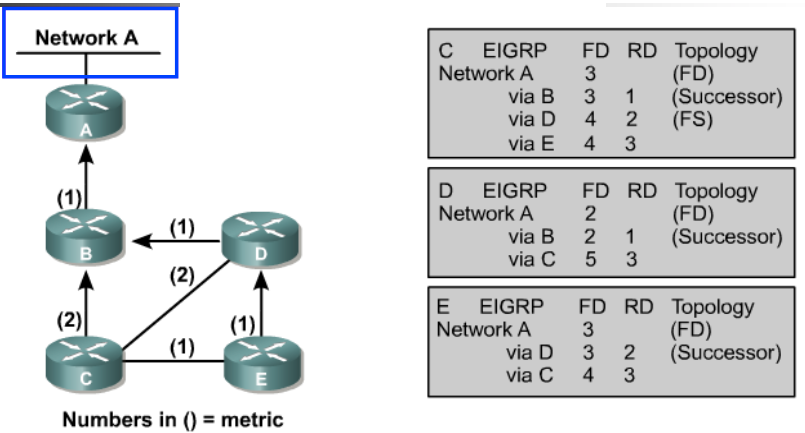 Network A
A
(1)
B
(1)
D
(2)
(2)
(1)
(1)
C
E
Numbers in () = metric
C EIGRP FD RD Topology
Network A 3 (FD)
via B 3 1 (Successor)
via D 4 2 (FS)
via E 4 3
D EIGRP FD RD Topology
Network A 2 (FD)
via B 2 1 (Successor)
via C 5 3
E EIGRP FD RD Topology
Network A 3 (FD)
via D 3 2 (Successor)
via C 4 3